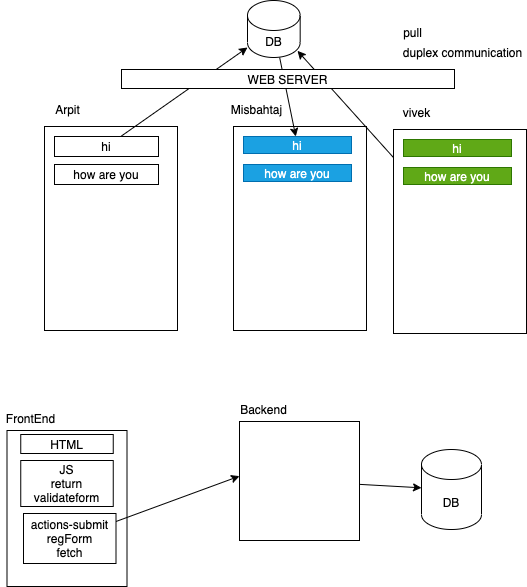 pull
DB
duplex communication
WEB SERVER
Arpit
Misbahtaj
vivek
hi
hi
hi
how are you
how are you
how are you
Backend
FrontEnd
HTML
JS
return
validateform
DB
actions-submit
regForm
fetch